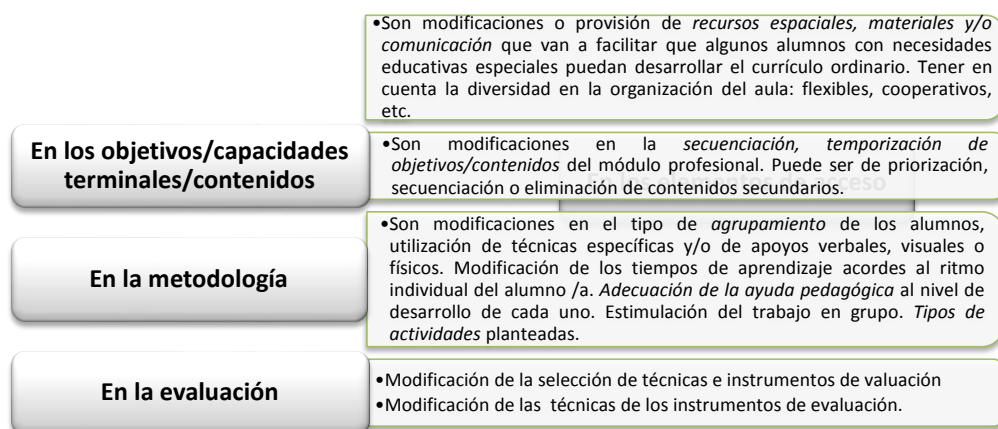 •Son modificaciones o provisión de recursos espaciales, materiales y/o
comunicación que van a facilitar que algunos alumnos con necesidades
educativas especiales puedan desarrollar el currículo ordinario. Tener en
cuenta la diversidad en la organización del aula: flexibles, cooperativos,
etc.
En los objetivos/capacidades
terminales/contenidos
•Son modificaciones en la secuenciación, temporización de
objetivos/contenidos del módulo profesional. Puede ser de priorización,
secuenciación o eliminación de contenidos secundarios.
En los elementos de acceso
En la metodología
•Son modificaciones en el tipo de agrupamiento de los alumnos,
utilización de técnicas específicas y/o de apoyos verbales, visuales o
físicos. Modificación de los tiempos de aprendizaje acordes al ritmo
individual del alumno /a. Adecuación de la ayuda pedagógica al nivel de
desarrollo de cada uno. Estimulación del trabajo en grupo. Tipos de
actividades planteadas.
En la evaluación
•Modificación de la selección de técnicas e instrumentos de valuación
•Modificación de las técnicas de los instrumentos de evaluación.